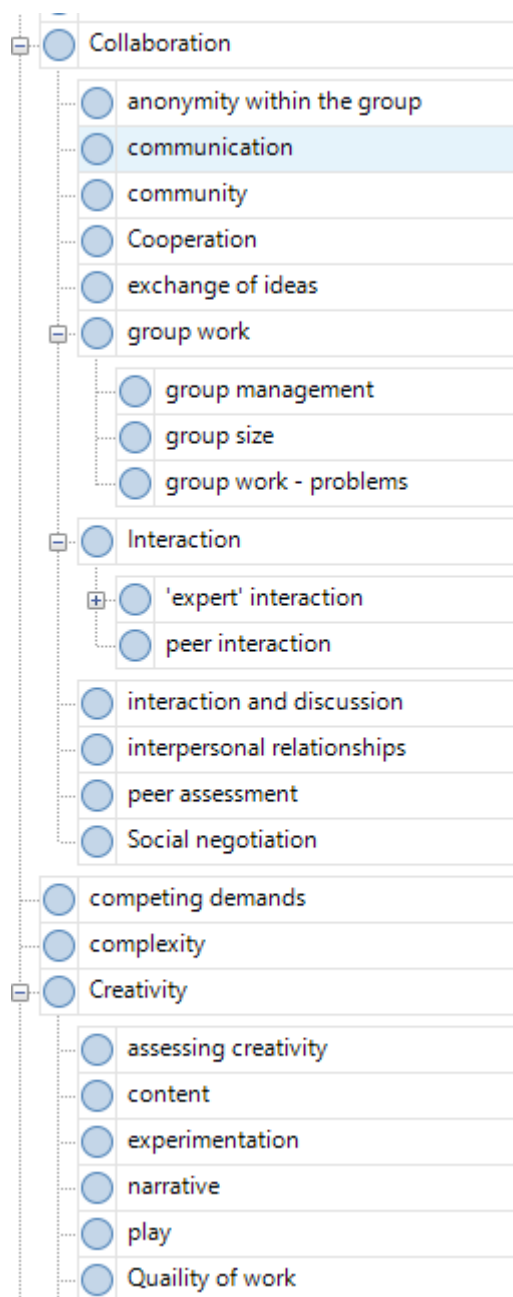 Collaboration
anonymity within the group
communication
community
Cooperation
exchange of ideas
group work
group management
group size
group work - problems
Interaction
'expert' interaction
peer interaction
interaction and discussion
interpersonal relationships
peer assessment
Social negotiation
competing demands
complexity
Creativity
assessing creativity
content
experimentation
narrative
play
Quaility of work